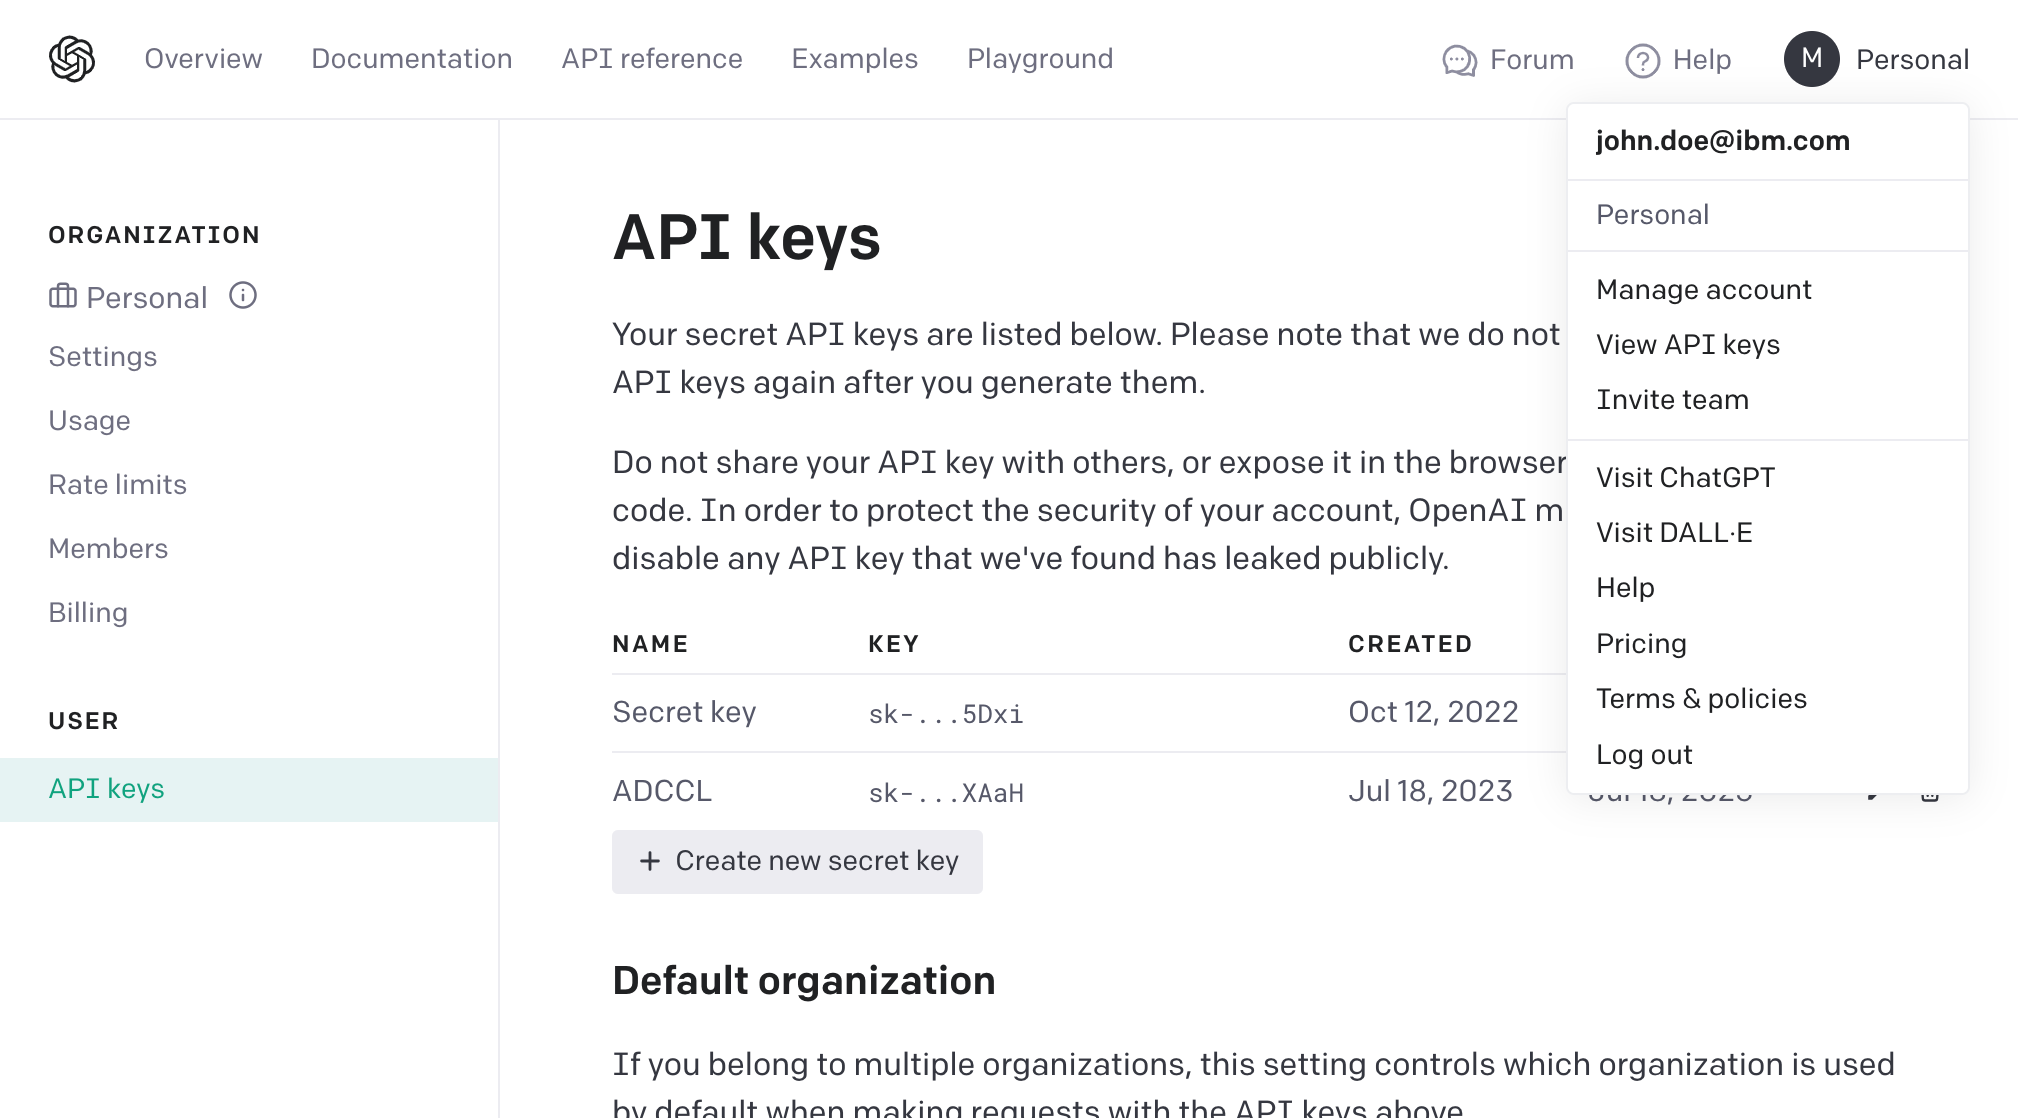 Overview Documentation API reference Examples Playground Forum Help M Personal
john.doe@ibm.com
Personal
Manage account
View API keys
Invite team
Visit ChatGPT
Visit DALL·E
Help
Pricing
Terms & policies
Log out
ORGANIZATION
Personal
Settings
Usage
Rate limits
Members
Billing
USER
API keys
API keys
Your secret API keys are listed below. Please note that we do not
API keys again after you generate them.
Do not share your API key with others, or expose it in the browser
code. In order to protect the security of your account, OpenAI m
disable any API key that we've found has leaked publicly.
NAME KEY CREATED
Secret key sk-...5Dxi Oct 12, 2022
ADCCL sk-...XAaH Jul 18, 2023
+ Create new secret key
Default organization
If you belong to multiple organizations, this setting controls which organization is used
by default when making requests with the API keys above.